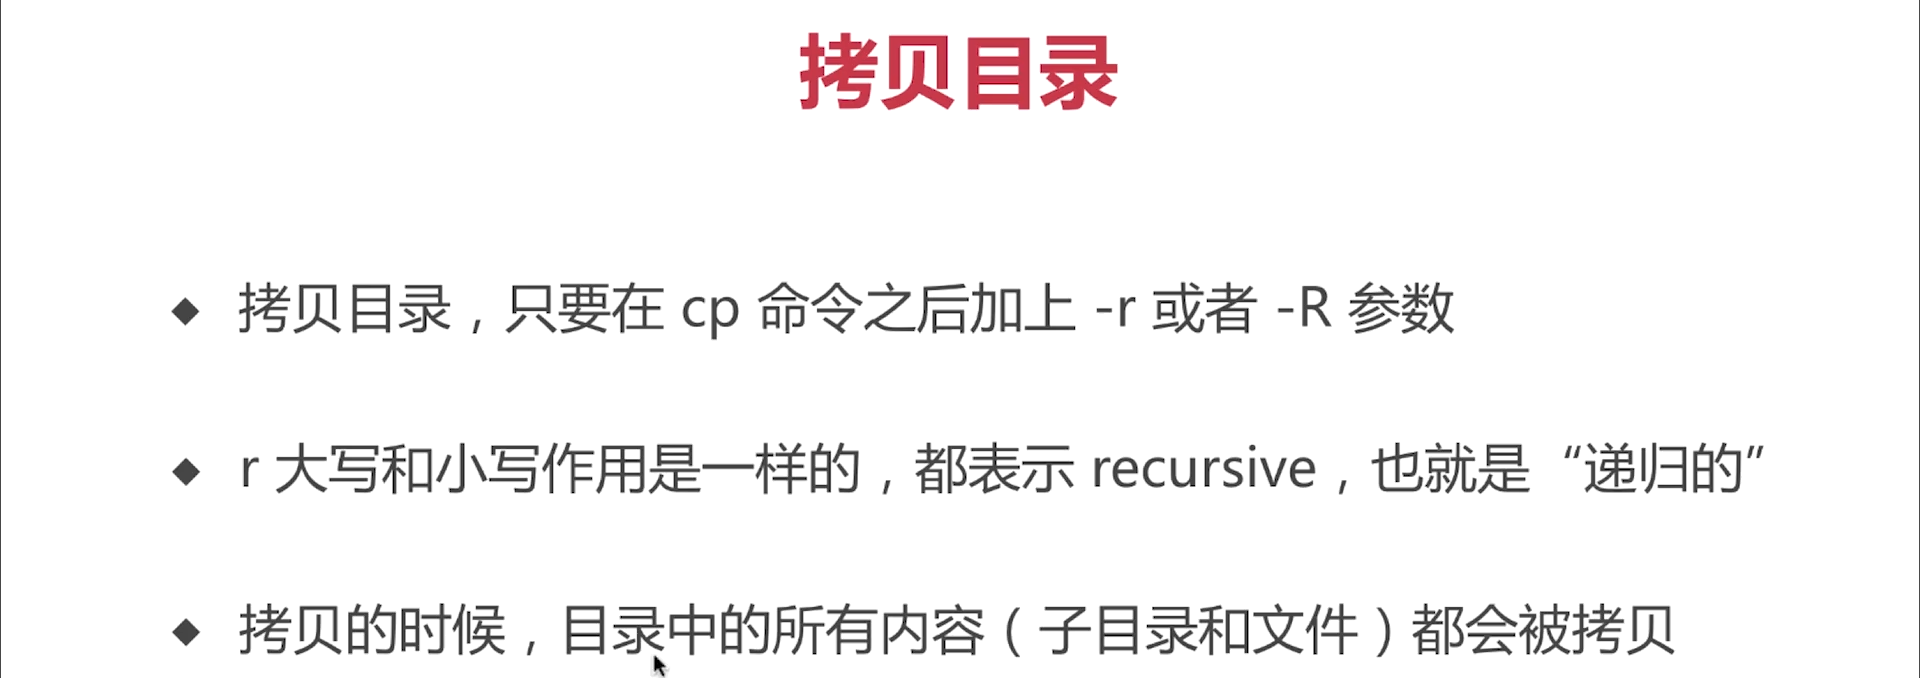 拷贝目录
◆ 拷贝目录，只要在 cp 命令之后加上 -r 或者 -R 参数
◆ r 大写和小写作用是一样的，都表示 recursive，也就是“递归的”
◆ 拷贝的时候，目录中的所有内容（子目录和文件）都会被拷贝